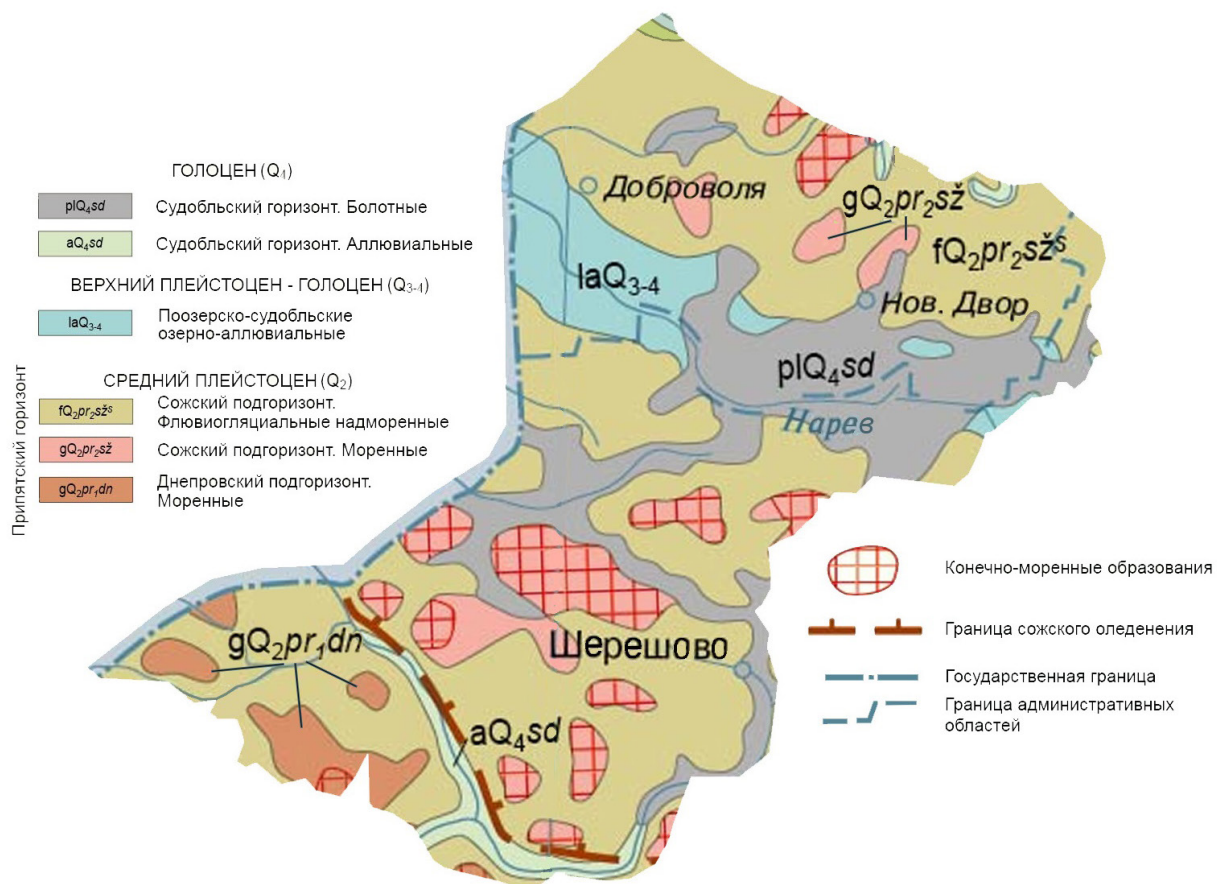 ГОЛОЦЕН (Q₄)
plQ₄sd Судобльский горизонт. Болотные
aQ₄sd Судобльский горизонт. Аллювиальные
ВЕРХНИЙ ПЛЕЙСТОЦЕН - ГОЛОЦЕН (Q₃₋₄)
laQ₃₋₄ Поозерско-судобльские
озерно-аллювиальные
СРЕДНИЙ ПЛЕЙСТОЦЕН (Q₂)
Припятский горизонт
fQ₂pr₂sžˢ Сожский подгоризонт.
Флювиогляциальные надморенные
gQ₂pr₂sž Сожский подгоризонт. Моренные
gQ₂pr₁dn Днепровский подгоризонт.
Моренные
Доброволя
gQ₂pr₂sž
fQ₂pr₂sžˢ
laQ₃₋₄
Нов. Двор
plQ₄sd
Нарев
Шерешово
gQ₂pr₁dn
aQ₄sd
Конечно-моренные образования
Граница сожского оледенения
Государственная граница
Граница административных
областей